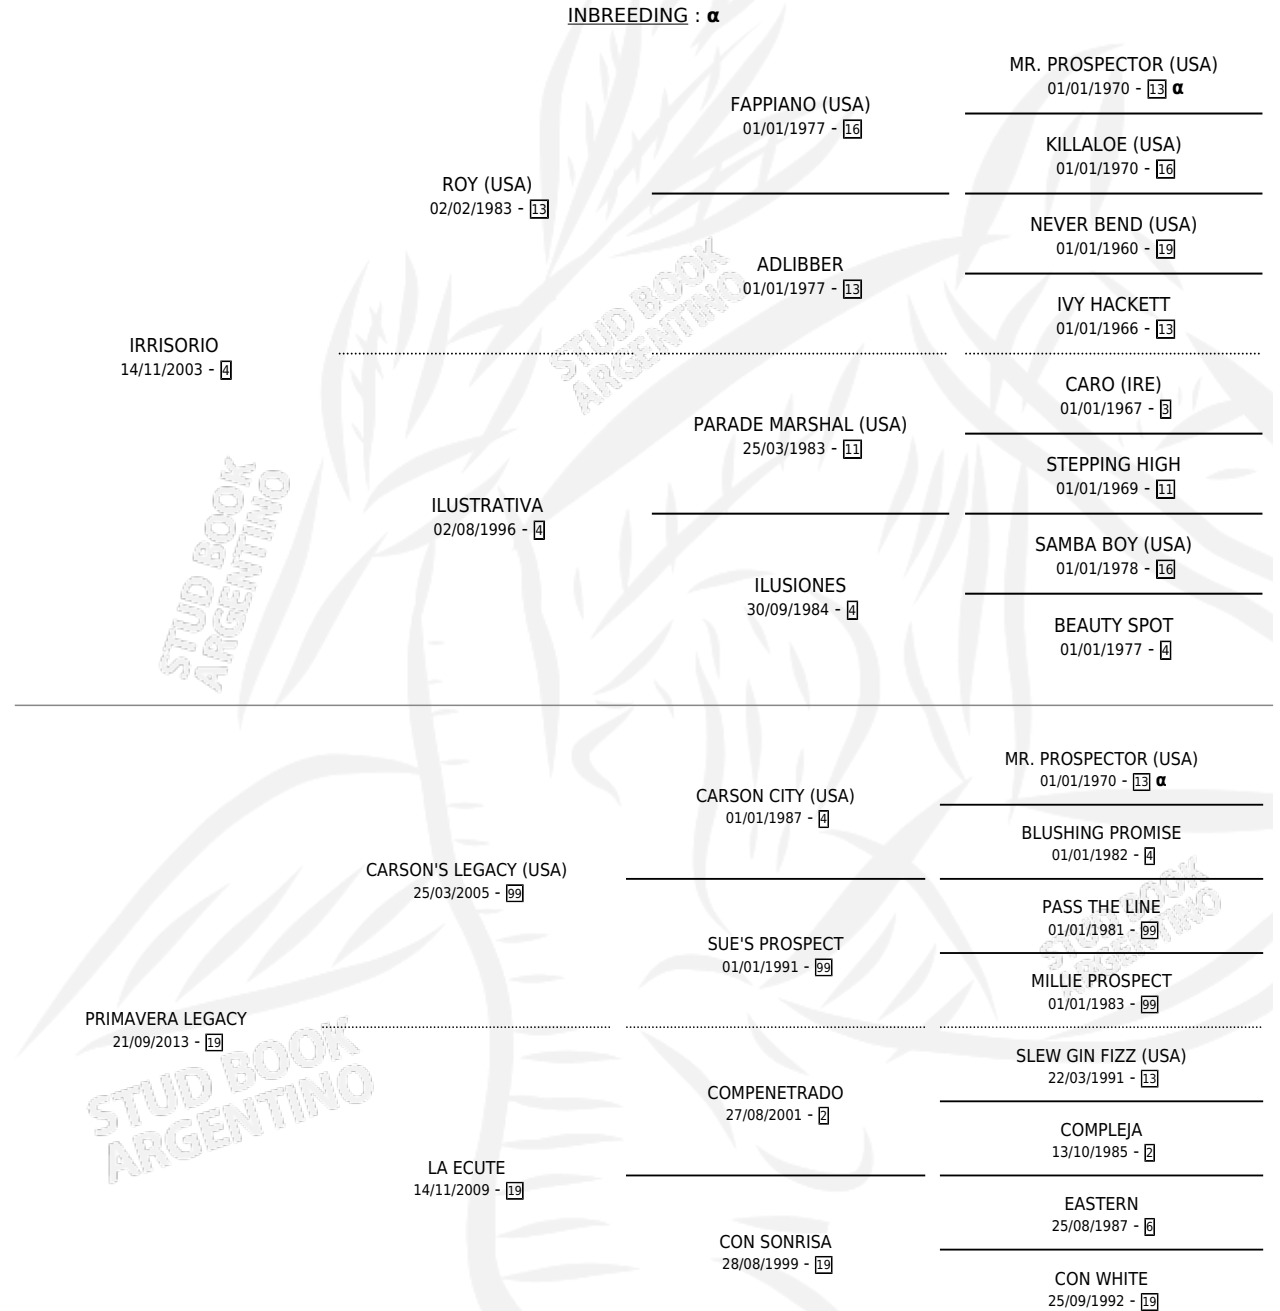 INBREEDING : α
MR. PROSPECTOR (USA)
01/01/1970 - 13 α
FAPPIANO (USA)
01/01/1977 - 16
KILLALOE (USA)
01/01/1970 - 16
ROY (USA)
02/02/1983 - 13
NEVER BEND (USA)
01/01/1960 - 19
ADLIBBER
01/01/1977 - 13
IVY HACKETT
01/01/1966 - 13
IRRISORIO
14/11/2003 - 4
CARO (IRE)
01/01/1967 - 3
PARADE MARSHAL (USA)
25/03/1983 - 11
STEPPING HIGH
01/01/1969 - 11
ILUSTRATIVA
02/08/1996 - 4
SAMBA BOY (USA)
01/01/1978 - 16
ILUSIONES
30/09/1984 - 4
BEAUTY SPOT
01/01/1977 - 4
MR. PROSPECTOR (USA)
01/01/1970 - 13 α
CARSON CITY (USA)
01/01/1987 - 4
BLUSHING PROMISE
01/01/1982 - 4
CARSON'S LEGACY (USA)
25/03/2005 - 99
PASS THE LINE
01/01/1981 - 99
SUE'S PROSPECT
01/01/1991 - 99
MILLIE PROSPECT
01/01/1983 - 99
PRIMAVERA LEGACY
21/09/2013 - 19
SLEW GIN FIZZ (USA)
22/03/1991 - 13
COMPENETRADO
27/08/2001 - 2
COMPLEJA
13/10/1985 - 2
LA ECUTE
14/11/2009 - 19
EASTERN
25/08/1987 - 6
CON SONRISA
28/08/1999 - 19
CON WHITE
25/09/1992 - 19
STUD BOOK
ARGENTINO
STUD BOOK
ARGENTINO
STUD BOOK
ARGENTINO
STUD BOOK
ARGENTINO